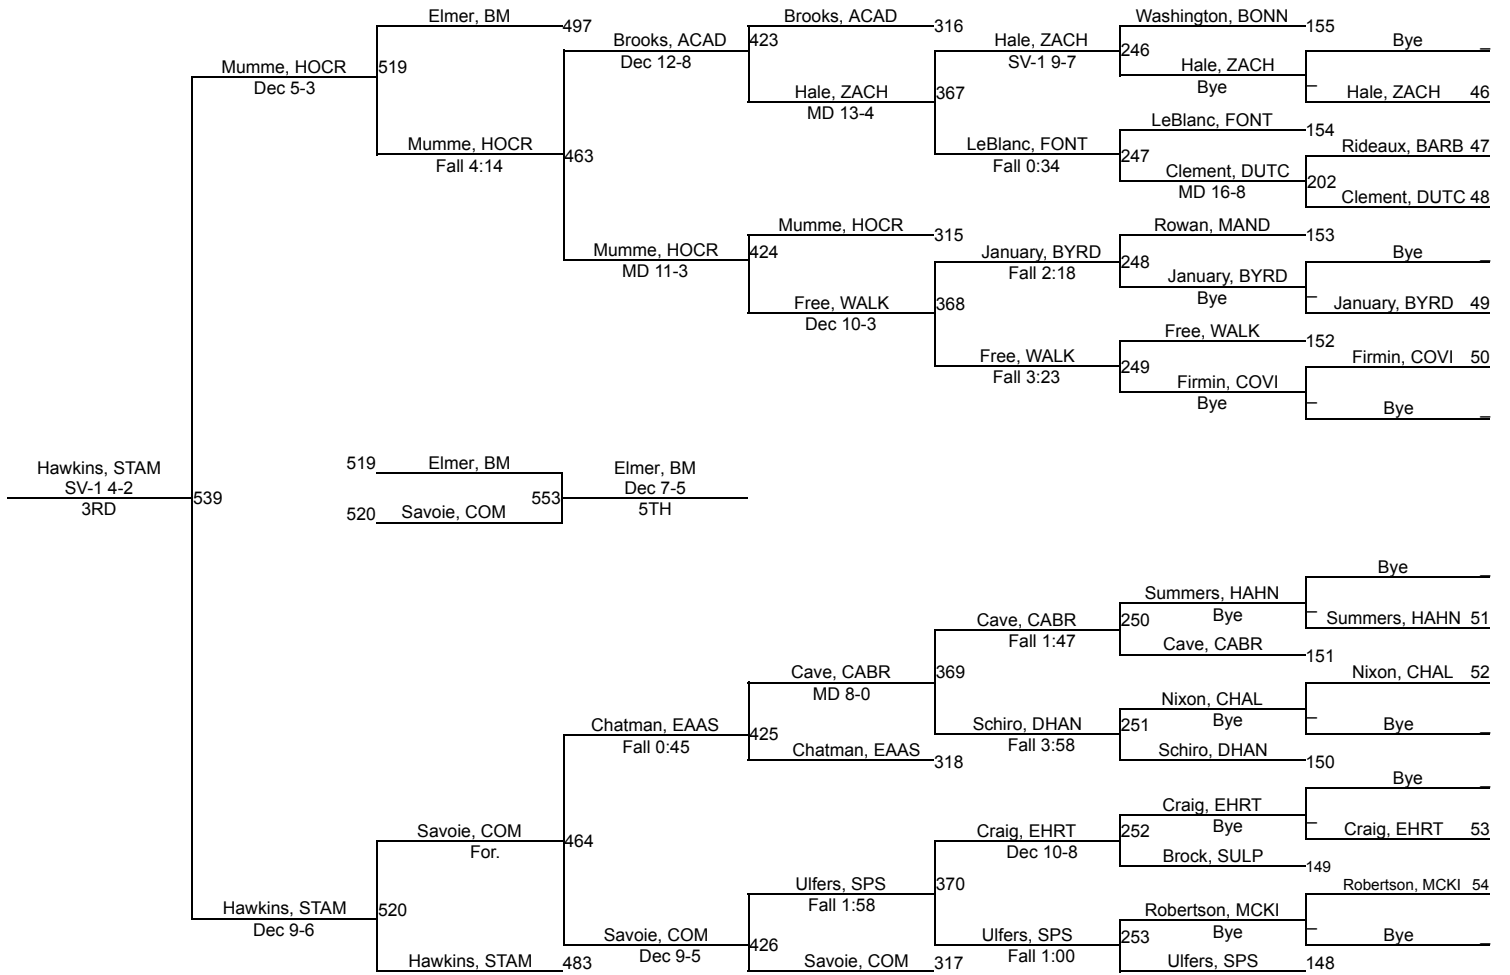 Elmer, BM
497
Brooks, ACAD
316
Washington, BONN
155
Brooks, ACAD
423
Dec 12-8
Hale, ZACH
246
SV-1 9-7
Bye
_
Mumme, HOCR
519
Dec 5-3
Hale, ZACH
Bye
_
Hale, ZACH
367
MD 13-4
Hale, ZACH 46
LeBlanc, FONT
154
Mumme, HOCR
463
Fall 4:14
LeBlanc, FONT
247
Fall 0:34
Rideaux, BARB 47
Clement, DUTC
202
MD 16-8
Clement, DUTC 48
Mumme, HOCR
315
Rowan, MAND
153
Mumme, HOCR
424
MD 11-3
January, BYRD
248
Fall 2:18
Bye
_
January, BYRD
Bye
_
Free, WALK
368
Dec 10-3
January, BYRD 49
Free, WALK
152
Free, WALK
249
Fall 3:23
Firmin, COVI 50
Firmin, COVI
Bye
_
Bye
_
Hawkins, STAM
SV-1 4-2
539
3RD
519
Elmer, BM
520
Savoie, COM
553
Elmer, BM
Dec 7-5
5TH
Bye
_
Summers, HAHN
Bye
_
Summers, HAHN 51
Cave, CABR
250
Fall 1:47
Cave, CABR
151
Cave, CABR
369
MD 8-0
Nixon, CHAL 52
Nixon, CHAL
Bye
_
Chatman, EAAS
425
Fall 0:45
Schiro, DHAN
251
Fall 3:58
Bye
_
Chatman, EAAS
318
Schiro, DHAN
150
Bye
_
Craig, EHRT
Bye
_
Savoie, COM
464
For.
Craig, EHRT
252
Dec 10-8
Craig, EHRT 53
Brock, SULP
149
Ulfers, SPS
370
Fall 1:58
Robertson, MCKI 54
Hawkins, STAM
520
Dec 9-6
Robertson, MCKI
Bye
_
Savoie, COM
426
Dec 9-5
Ulfers, SPS
253
Fall 1:00
Bye
_
Hawkins, STAM
483
Savoie, COM
317
Ulfers, SPS
148